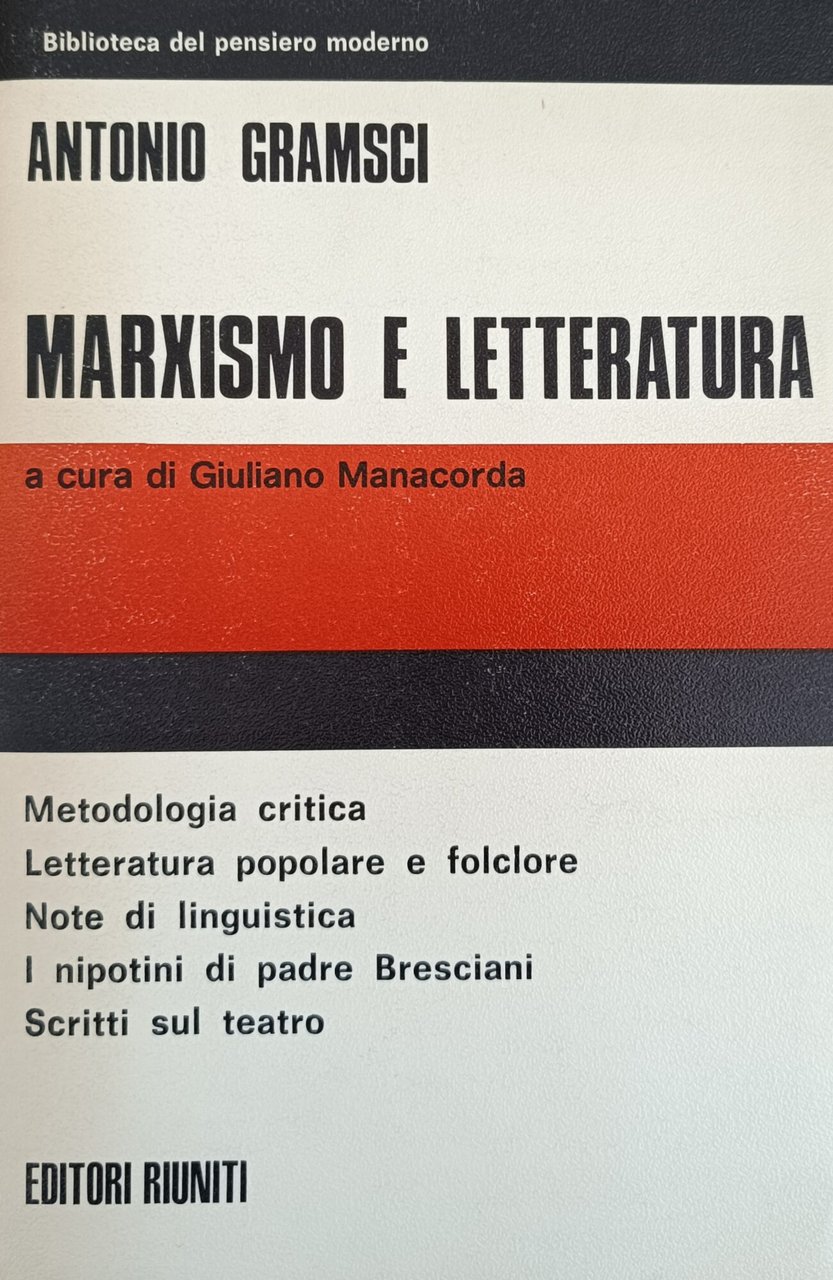 Biblioteca del pensiero moderno
ANTONIO GRAMSCI
MARXISMO E LETTERATURA
a cura di Giuliano Manacorda
Metodologia critica
Letteratura popolare e folclore
Note di linguistica
I nipotini di padre Bresciani
Scritti sul teatro
EDITORI RIUNITI